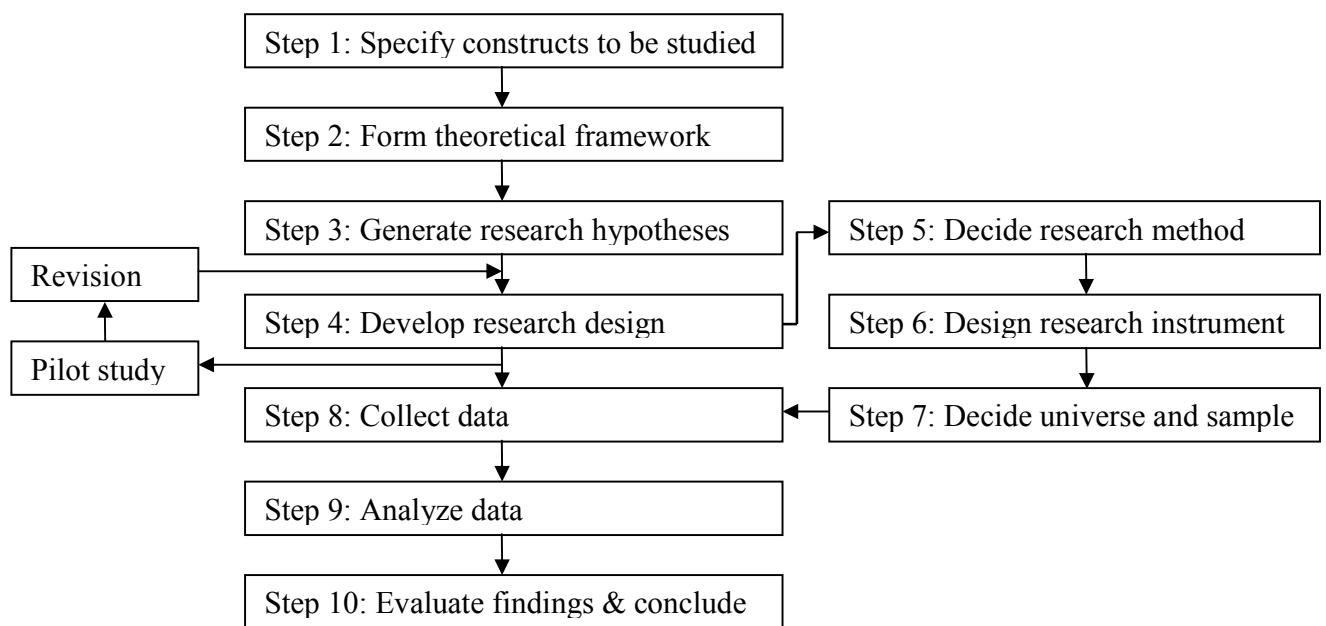 Step 1: Specify constructs to be studied
Step 2: Form theoretical framework
Step 3: Generate research hypotheses
Step 5: Decide research method
Revision
Step 4: Develop research design
Step 6: Design research instrument
Pilot study
Step 8: Collect data
Step 7: Decide universe and sample
Step 9: Analyze data
Step 10: Evaluate findings & conclude